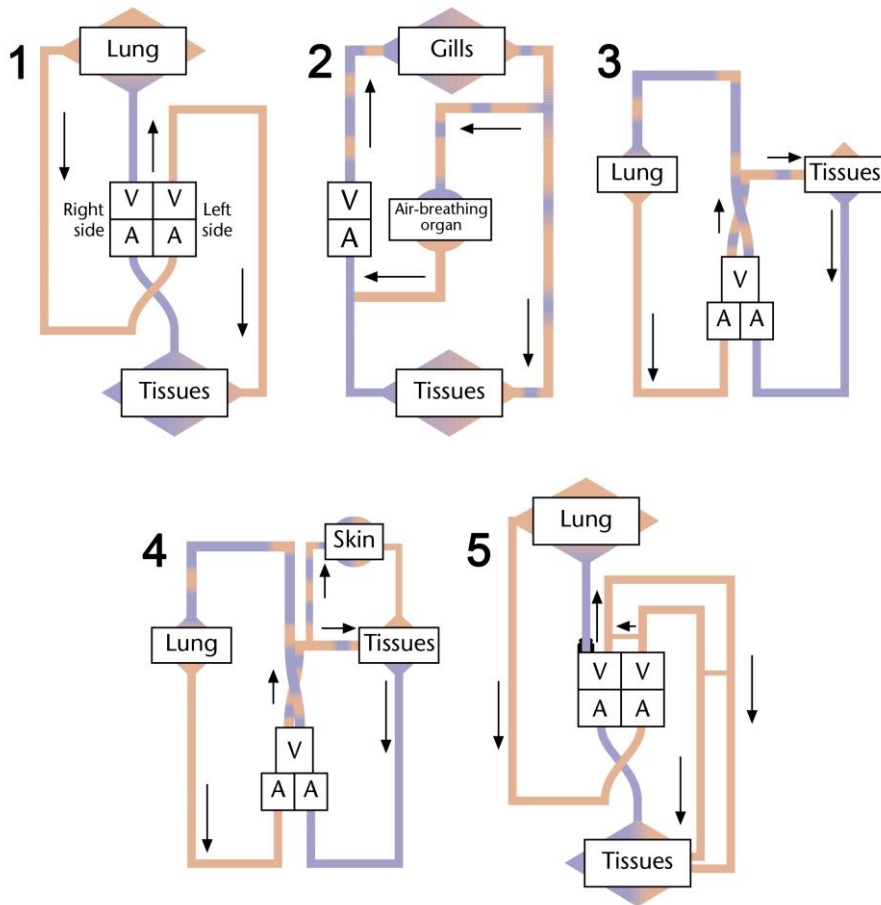 1
Lung
V V
Right side
Left side
A A
Tissues
2
Gills
V
A
Air-breathing
organ
Tissues
3
Lung
Tissues
V
A A
4
Skin
Lung
Tissues
V
A A
5
Lung
V V
A A
Tissues